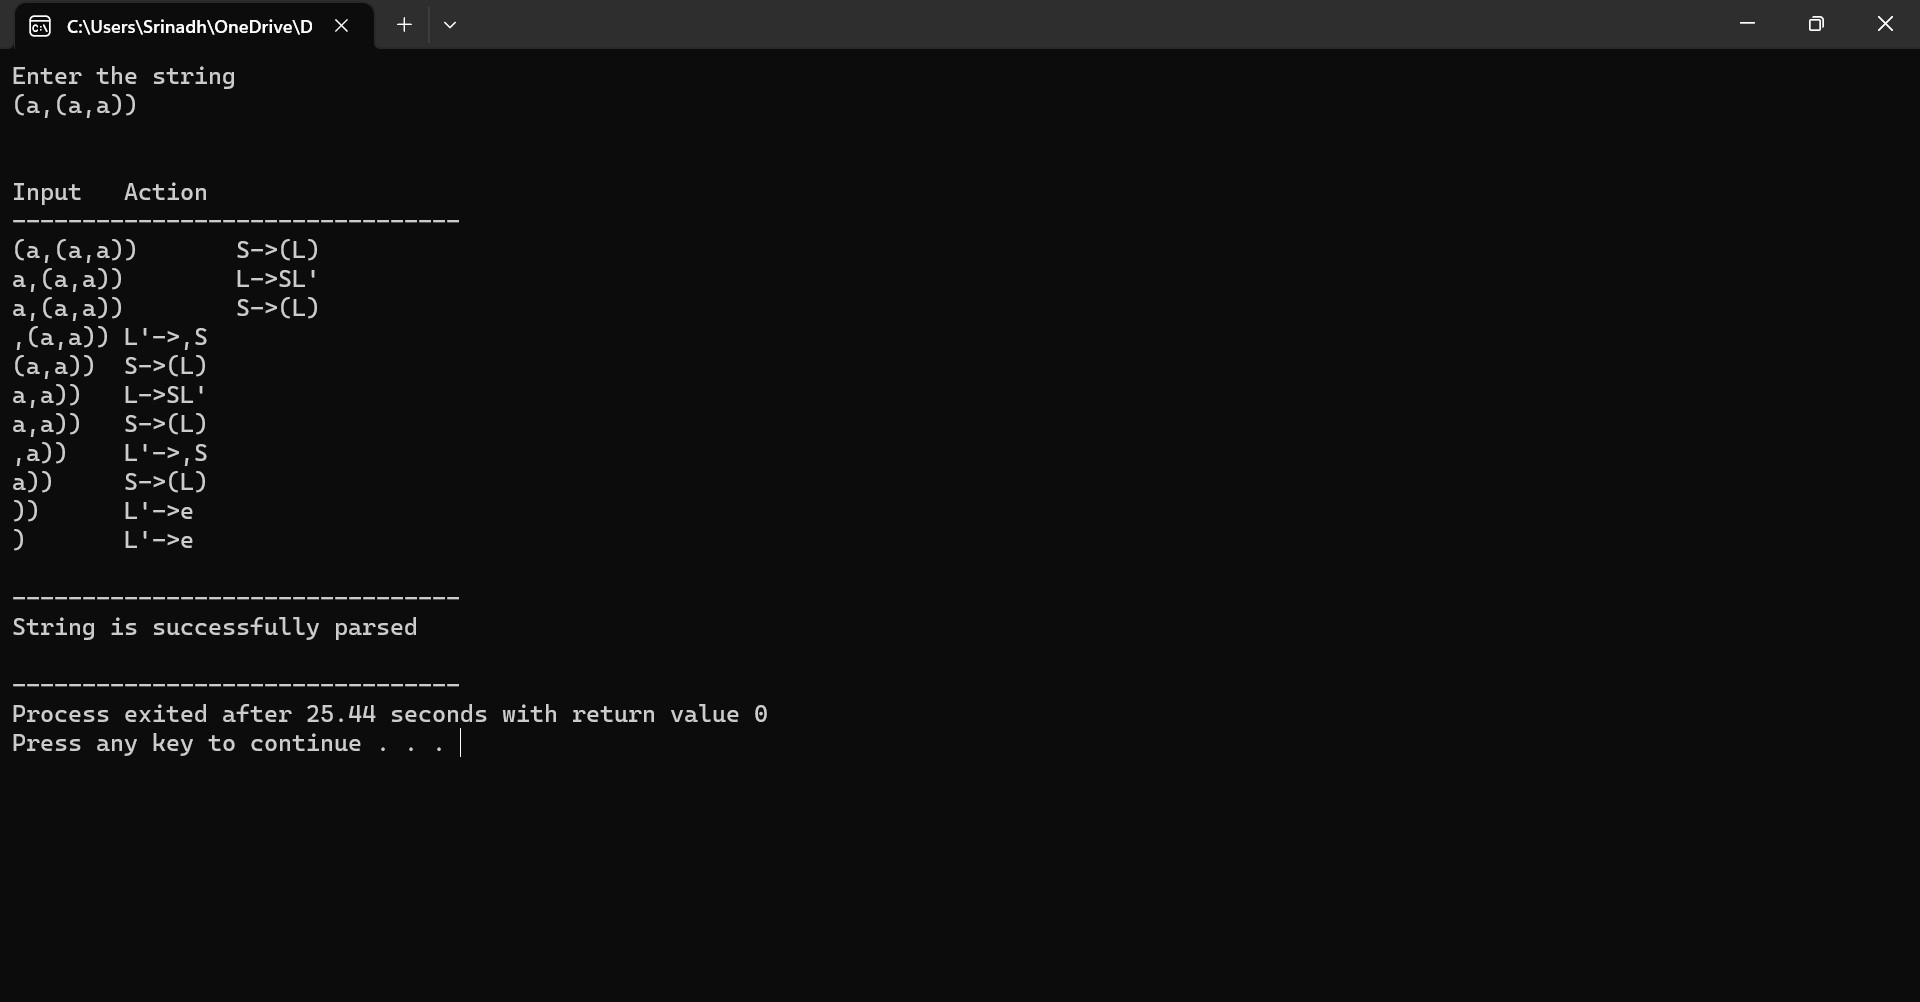 C:\Users\Srinadh\OneDrive\D
Enter the string
(a,(a,a))
Input   Action
--------------------------------
(a,(a,a))       S->(L)
a,(a,a))        L->SL'
a,(a,a))        S->(L)
,(a,a)) L'->,S
(a,a))  S->(L)
a,a))   L->SL'
a,a))   S->(L)
,a))    L'->,S
a))     S->(L)
))      L'->e
)       L'->e
--------------------------------
String is successfully parsed
--------------------------------
Process exited after 25.44 seconds with return value 0
Press any key to continue . . .